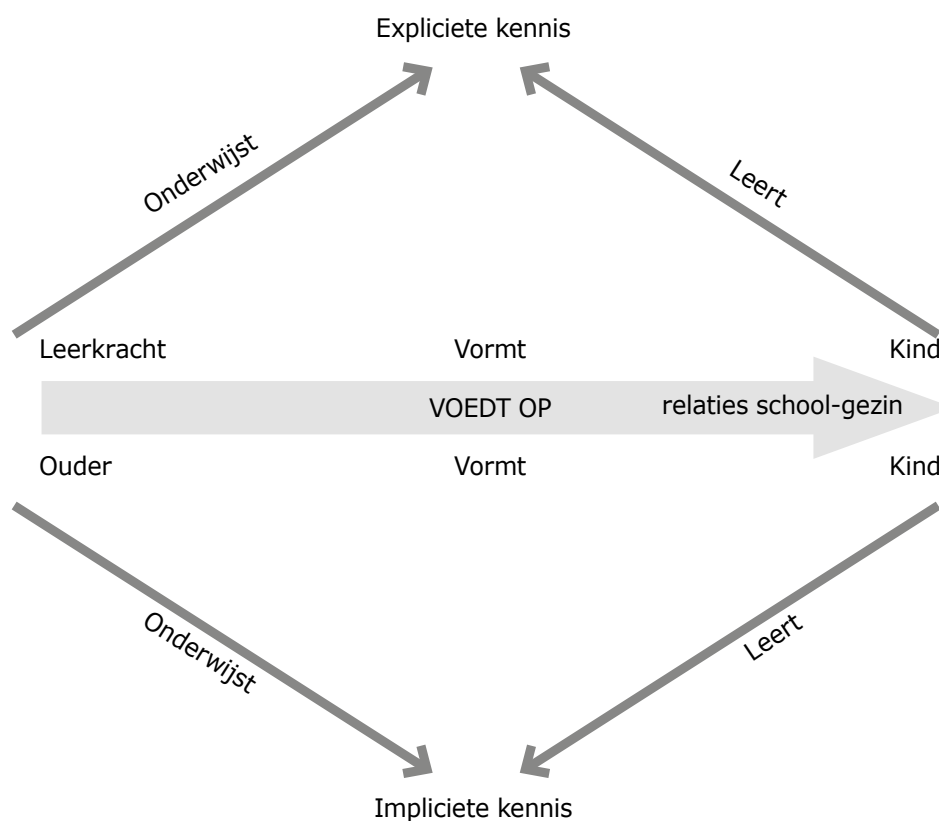 Expliciete kennis
Onderwijst
Leert
Leerkracht Vormt Kind
VOEDT OP relaties school-gezin
Ouder Vormt Kind
Onderwijst
Leert
Impliciete kennis